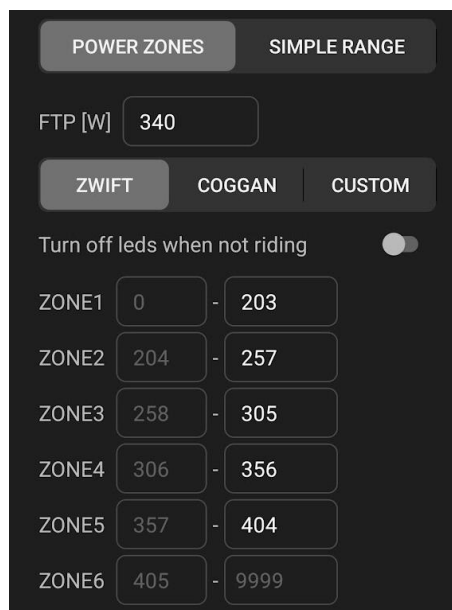 POWER ZONES SIMPLE RANGE
FTP [W] 340
ZWIFT COGGAN CUSTOM
Turn off leds when not riding
ZONE1 0 - 203
ZONE2 204 - 257
ZONE3 258 - 305
ZONE4 306 - 356
ZONE5 357 - 404
ZONE6 405 - 9999